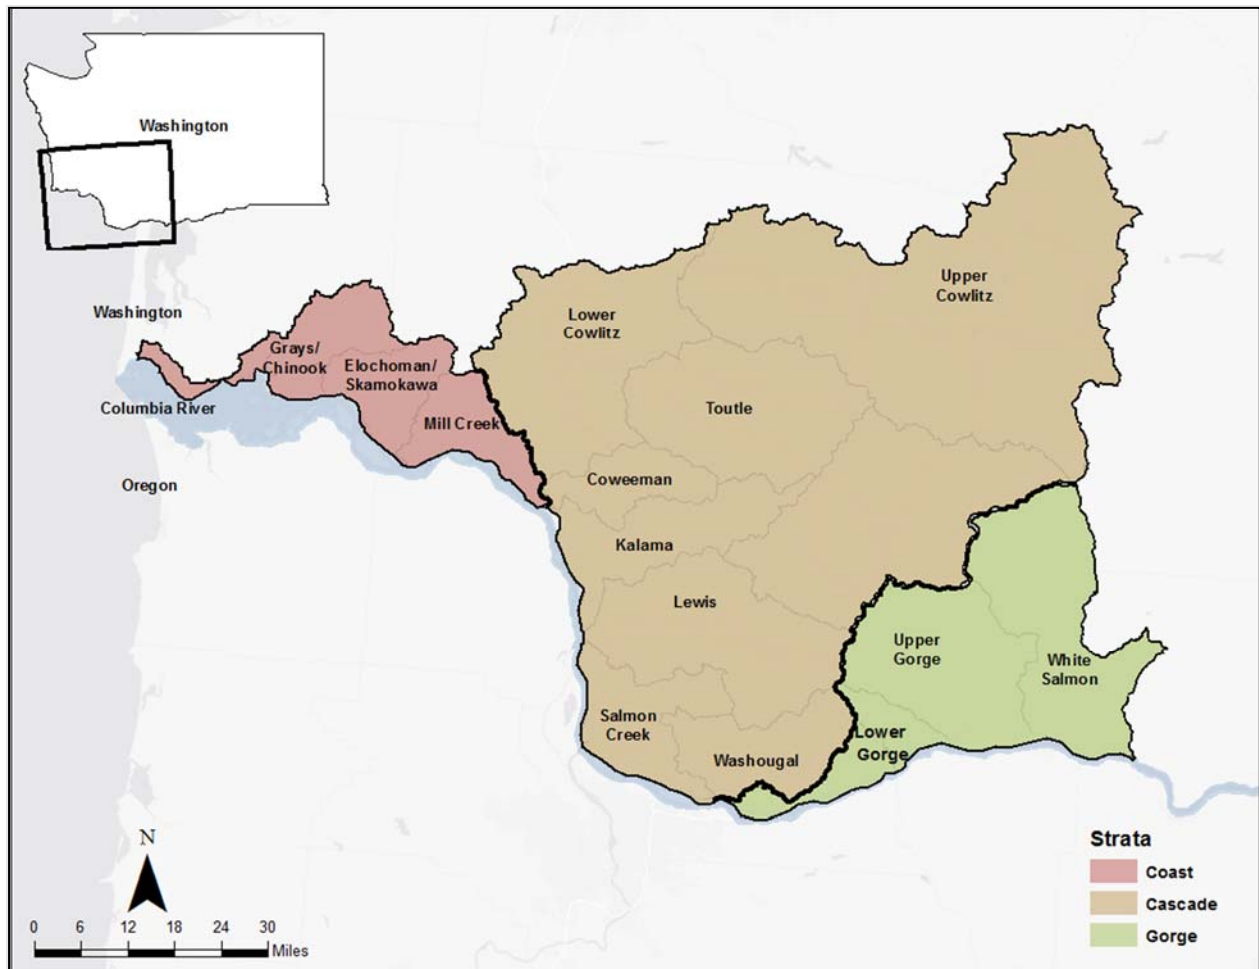 Washington
Washington
Columbia River
Oregon
Grays/
Chinook
Elochoman/
Skamokawa
Mill Creek
Lower
Cowlitz
Upper
Cowlitz
Toutle
Coweeman
Kalama
Lewis
Salmon
Creek
Washougal
Upper
Gorge
White
Salmon
Lower
Gorge
N
0 6 12 18 24 30
Miles
Strata
Coast
Cascade
Gorge